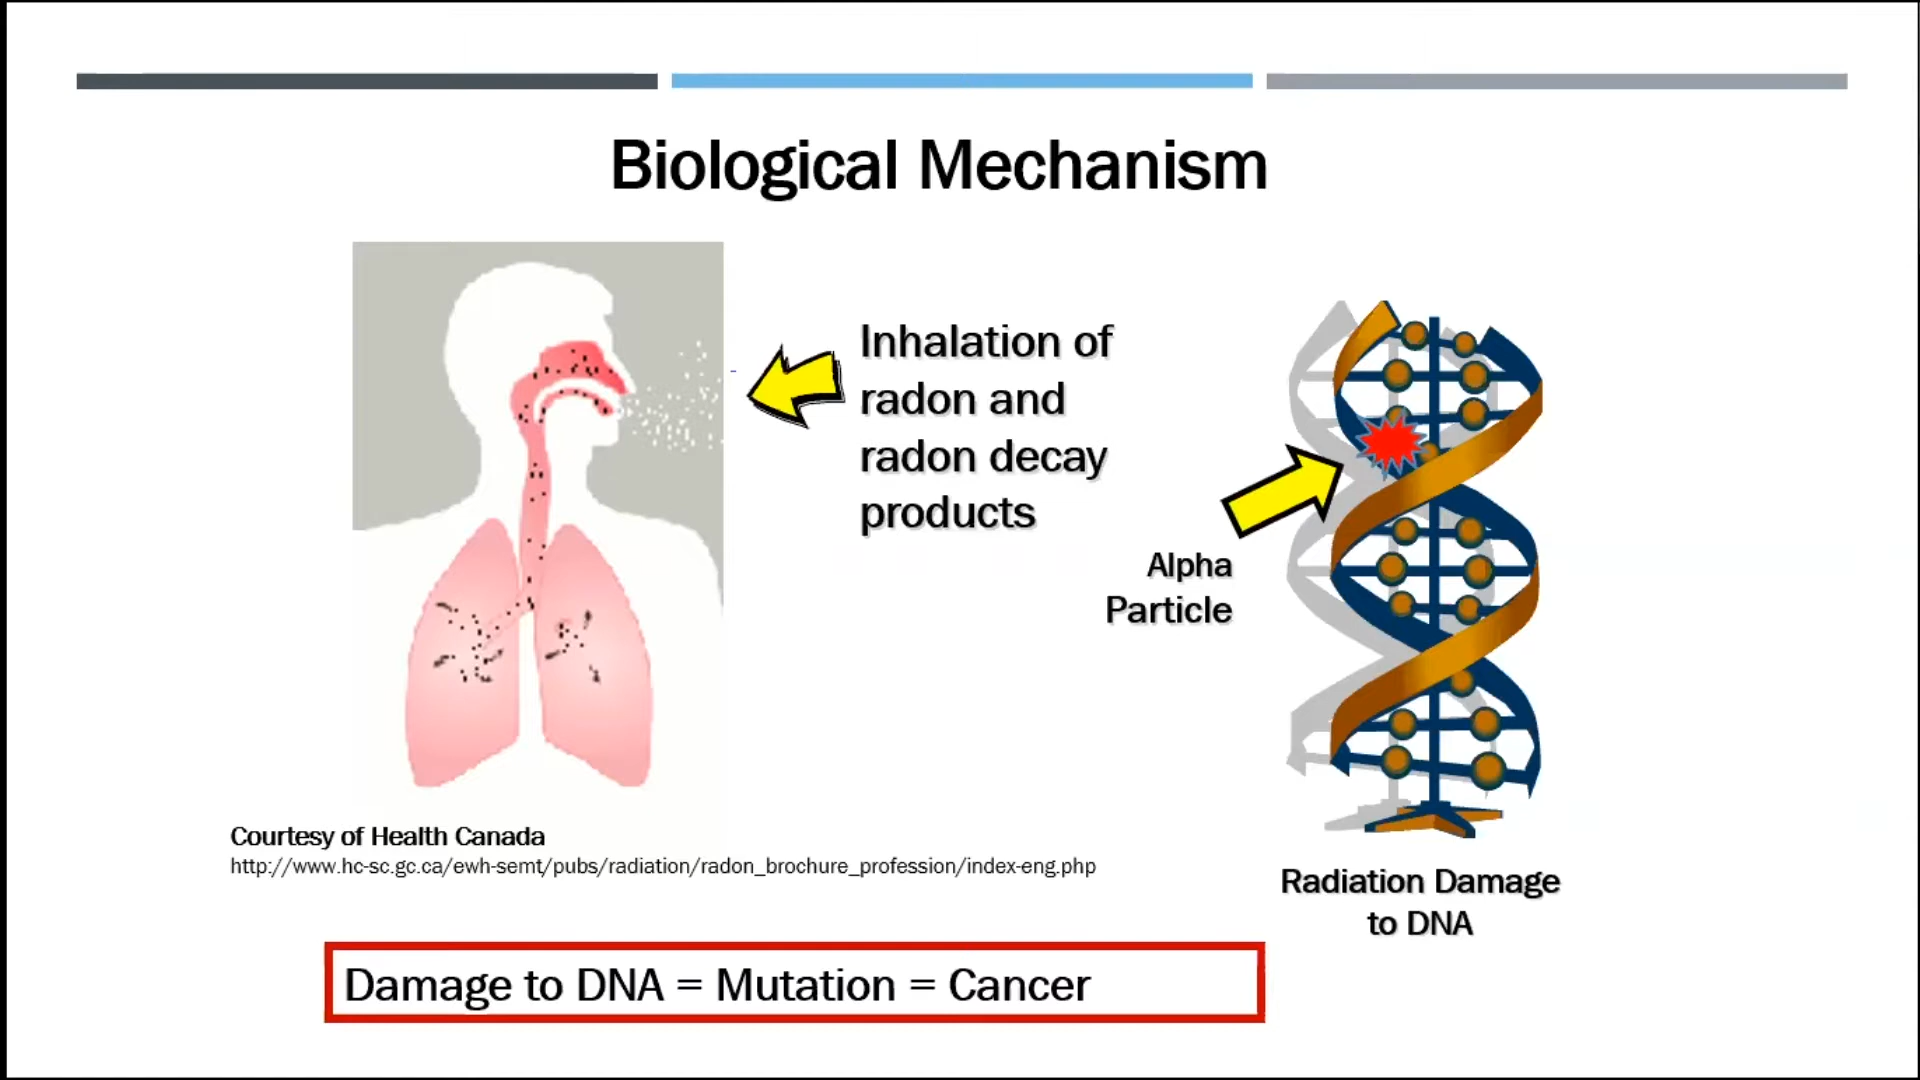 Biological Mechanism
Inhalation of
radon and
radon decay
products
Alpha
Particle
Courtesy of Health Canada
http://www.hc-sc.gc.ca/ewh-semt/pubs/radiation/radon_brochure_profession/index-eng.php
Radiation Damage
to DNA
Damage to DNA = Mutation = Cancer